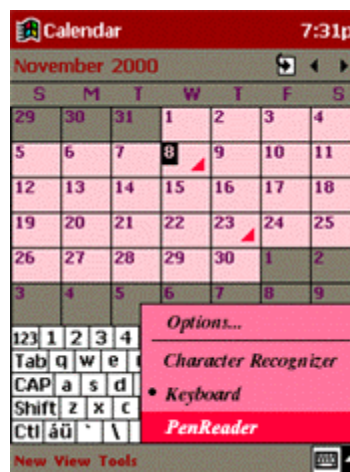 Calendar 7:31p
November 2000
S M T W T F S
29 30 31 1 2 3 4
5 6 7 8 9 10 11
12 13 14 15 16 17 18
19 20 21 22 23 24 25
26 27 28 29 30 1 2
3 4 5 6 7 8 9
Options...
123 1 2 3 4
Tab q w e
Character Recognizer
CAP a s d
Keyboard
Shift z x c
Ctl áü ` \
PenReader
New View Tools